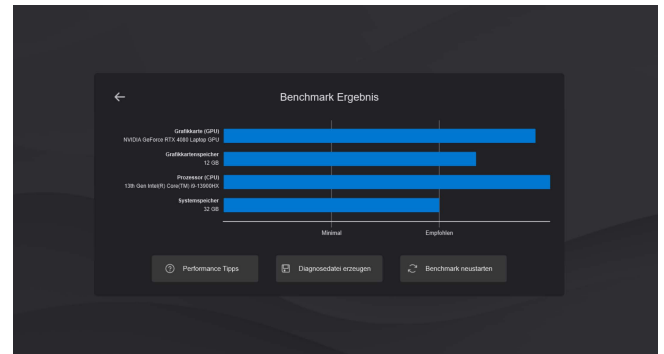 Benchmark Ergebnis
Grafikkarte (GPU)
NVIDIA GeForce RTX 4080 Laptop GPU
Grafikkartenspeicher
12 GB
Prozessor (CPU)
13th Gen Intel(R) Core(TM) i9-13900HX
Systemspeicher
32 GB
Minimal
Empfohlen
Performance Tipps
Diagnosedatei erzeugen
Benchmark neustarten